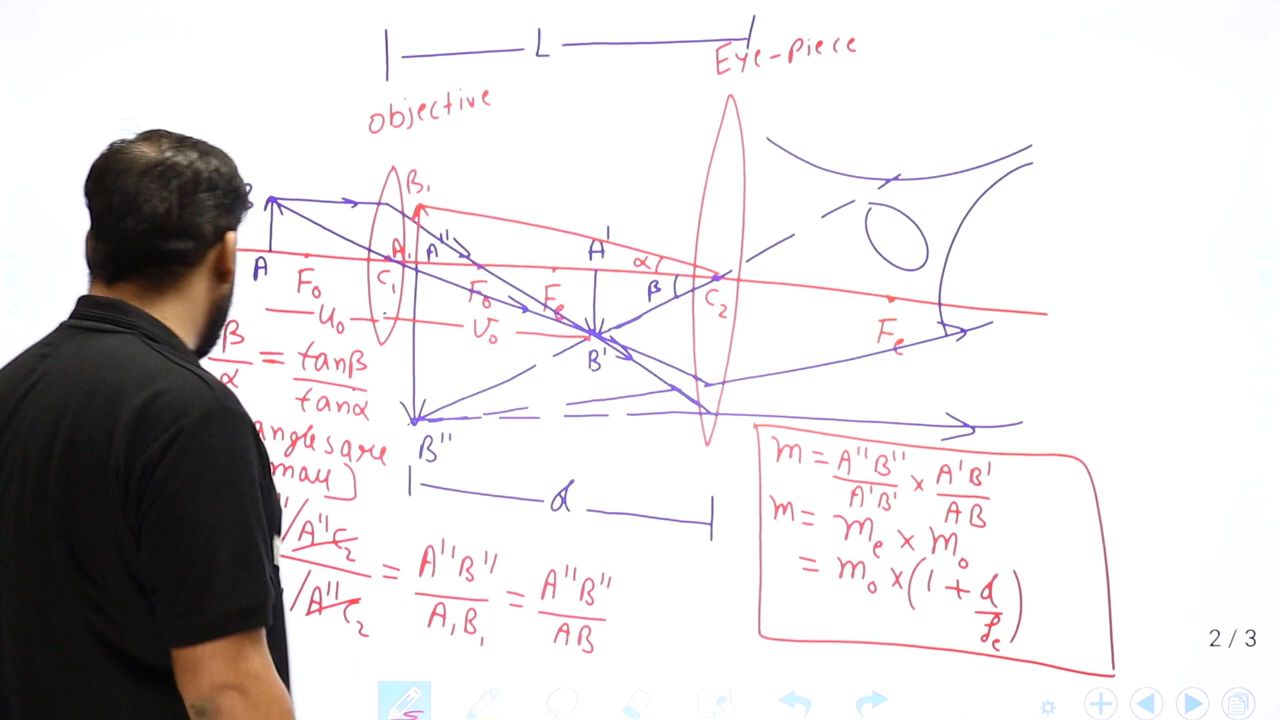 L
Eye-piece
objective
B₁
A'
A₁
A''
α
β
A
F₀
C₁
F₀
Fₑ
C₂
Fₑ
u₀
v₀
B'
β/α = tanβ/tanα
angles are
B''
d
/A''C₂ / /A''C₂ = A''B''/A₁B₁ = A''B''/AB
m = A''B''/A'B' × A'B'/AB
m = mₑ × m₀
= m₀ × (1 + d/fₑ)
2 / 3